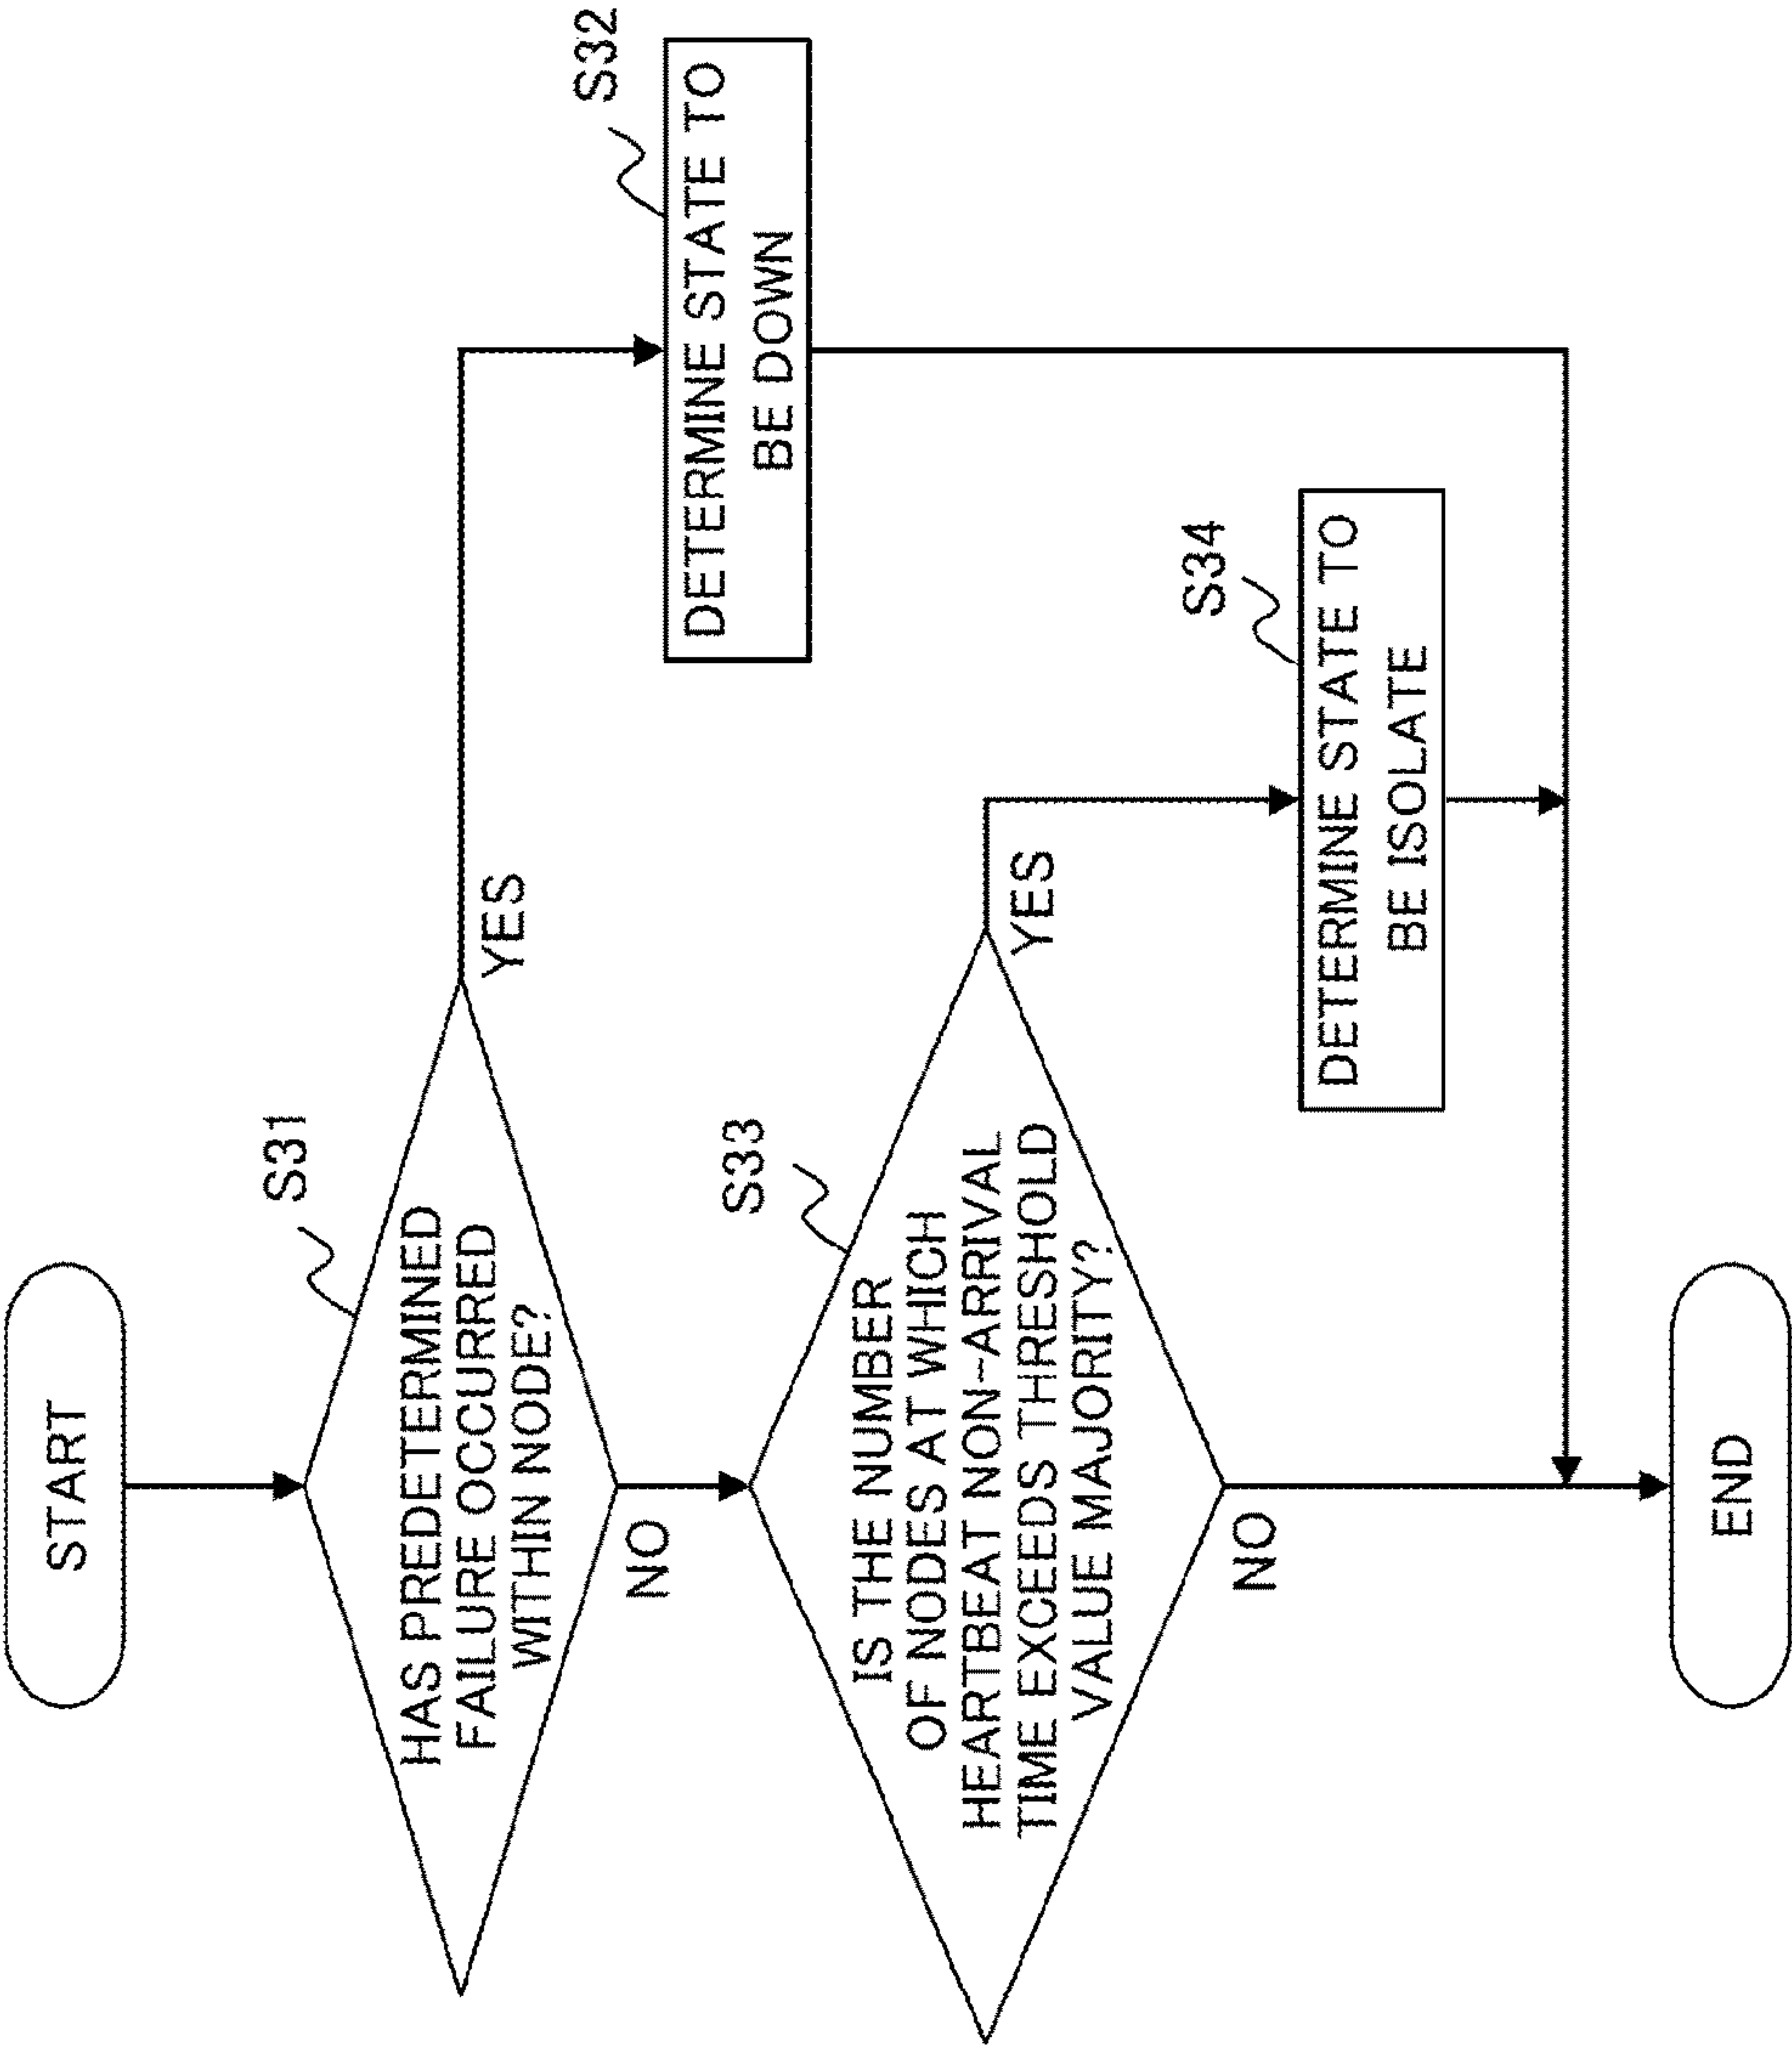 START
S31
HAS PREDETERMINED
FAILURE OCCURRED
WITHIN NODE?
YES
NO
S32
DETERMINE STATE TO
BE DOWN
S33
IS THE NUMBER
OF NODES AT WHICH
HEARTBEAT NON-ARRIVAL
TIME EXCEEDS THRESHOLD
VALUE MAJORITY?
YES
NO
S34
DETERMINE STATE TO
BE ISOLATE
END